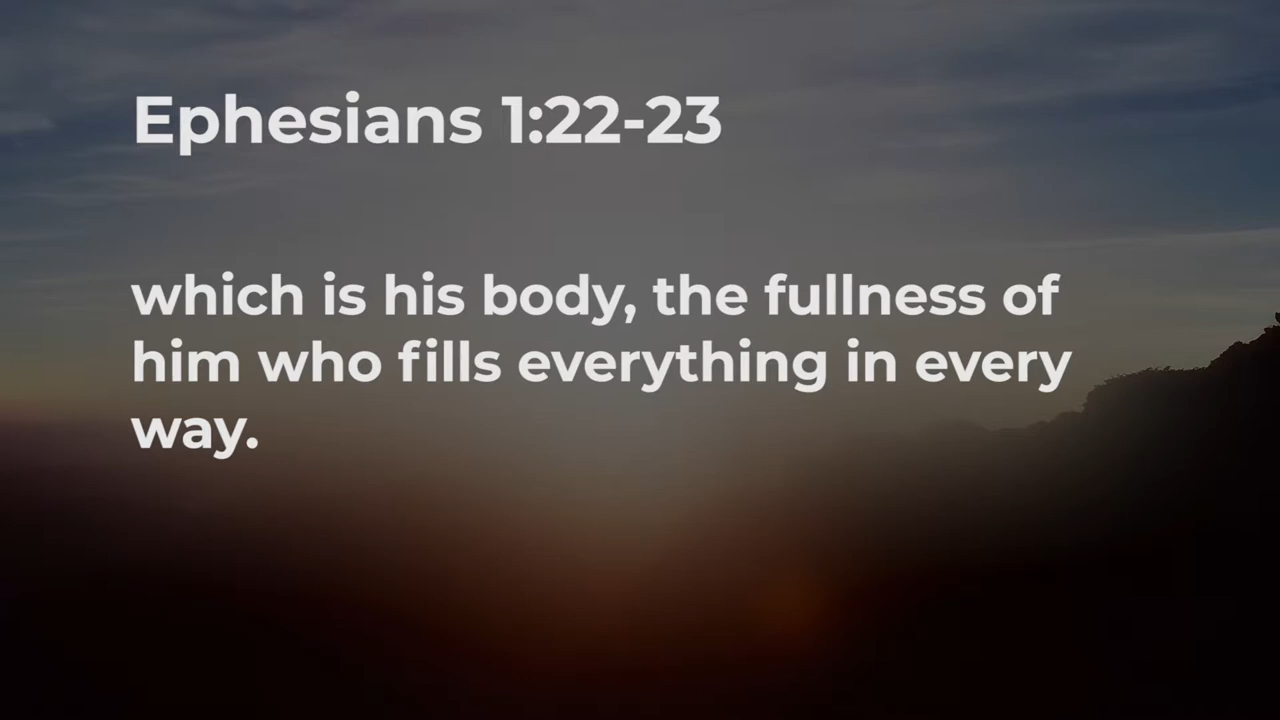 Ephesians 1:22-23
which is his body, the fullness of
him who fills everything in every
way.